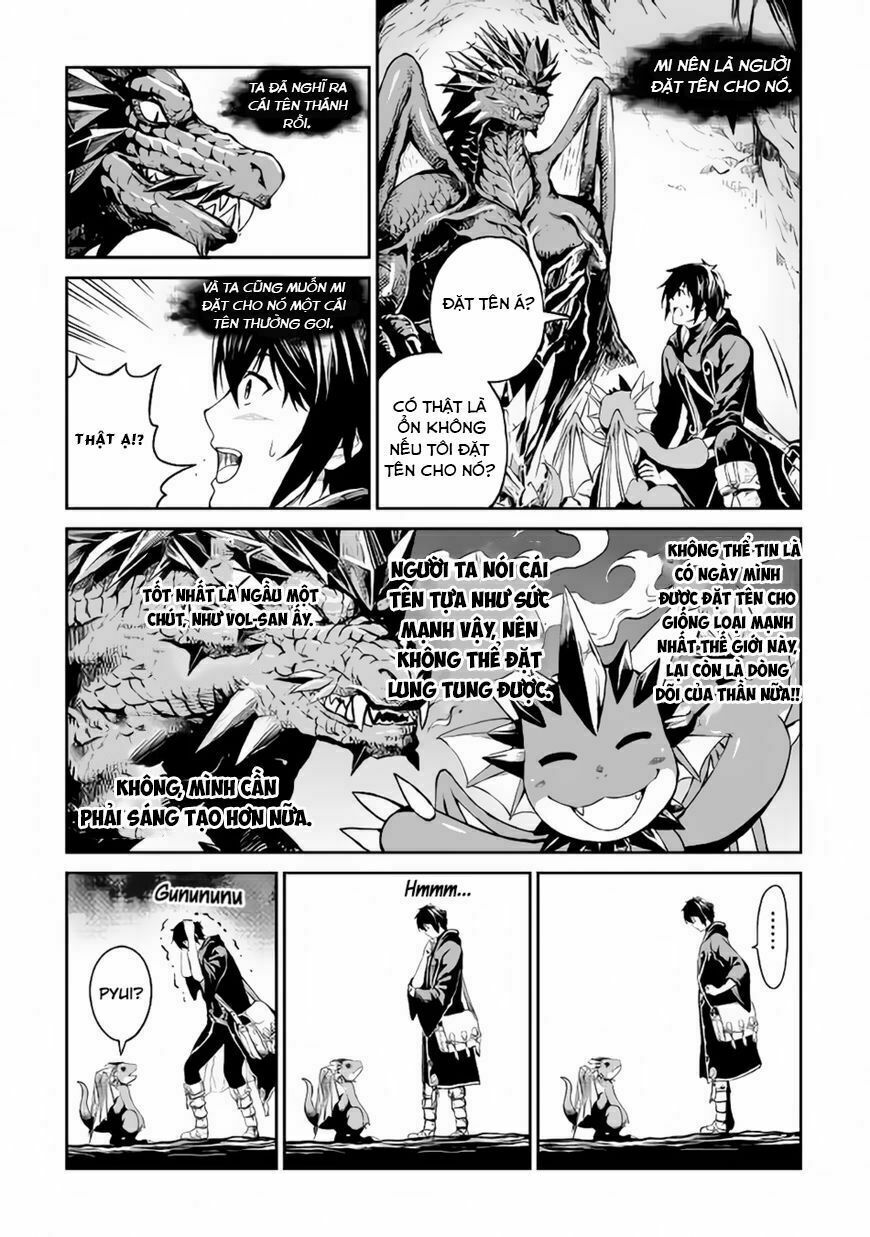 MI NÊN LÀ NGƯỜI
ĐẶT TÊN CHO NÓ.
ĐẶT TÊN Á?
CÓ THẬT LÀ
ỔN KHÔNG
NẾU TÔI ĐẶT
TÊN CHO NÓ?
TA ĐÃ NGHĨ RA
CÁI TÊN THÁNH
RỒI.
VÀ TA CŨNG MUỐN MI
ĐẶT CHO NÓ MỘT CÁI
TÊN THƯỜNG GỌI.
THẬT Ạ!?
KHÔNG THỂ TIN LÀ
CÓ NGÀY MÌNH
ĐƯỢC ĐẶT TÊN CHO
GIỐNG LOẠI MẠNH
NHẤT THẾ GIỚI NÀY,
LẠI CÒN LÀ DÒNG
DÕI CỦA THẦN NỮA!!
NGƯỜI TA NÓI CÁI
TÊN TỰA NHƯ SỨC
MẠNH VẬY, NÊN
KHÔNG THỂ ĐẶT
LUNG TUNG ĐƯỢC.
TỐT NHẤT LÀ NGẦU MỘT
CHÚT, NHƯ VOL-SAN ẤY.
KHÔNG, MÌNH CẦN
PHẢI SÁNG TẠO HƠN NỮA.
......
Hmmm...
Gunununu
PYUI?